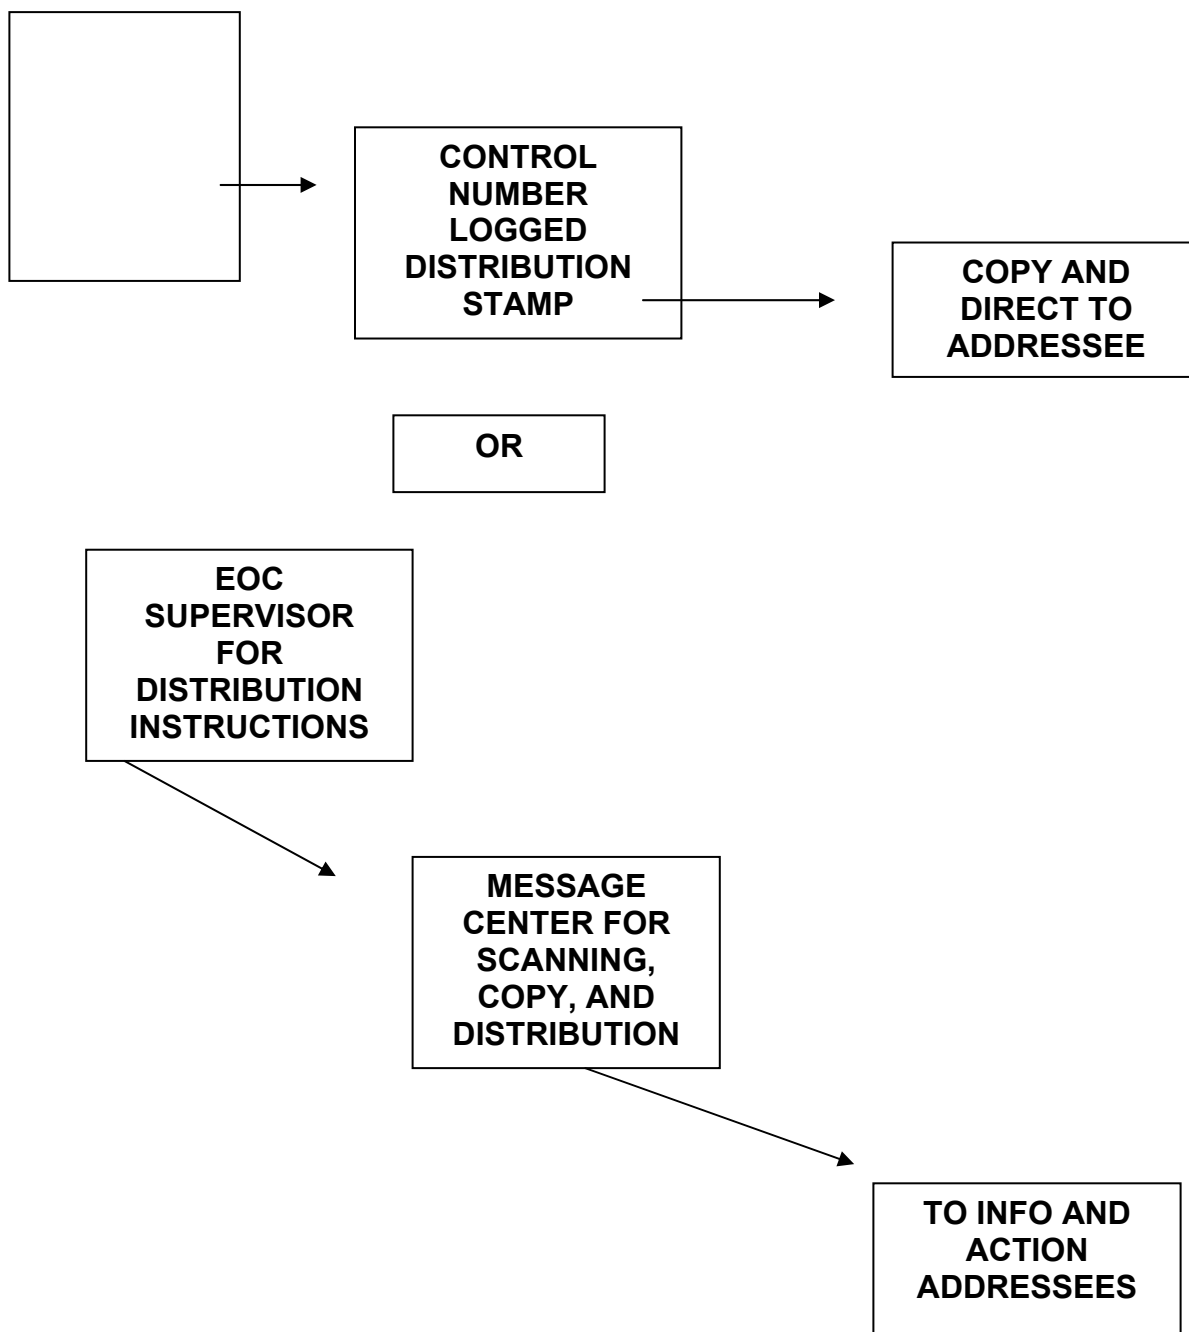 CONTROL
NUMBER
LOGGED
DISTRIBUTION
STAMP
COPY AND
DIRECT TO
ADDRESSEE
OR
EOC
SUPERVISOR
FOR
DISTRIBUTION
INSTRUCTIONS
MESSAGE
CENTER FOR
SCANNING,
COPY, AND
DISTRIBUTION
TO INFO AND
ACTION
ADDRESSEES